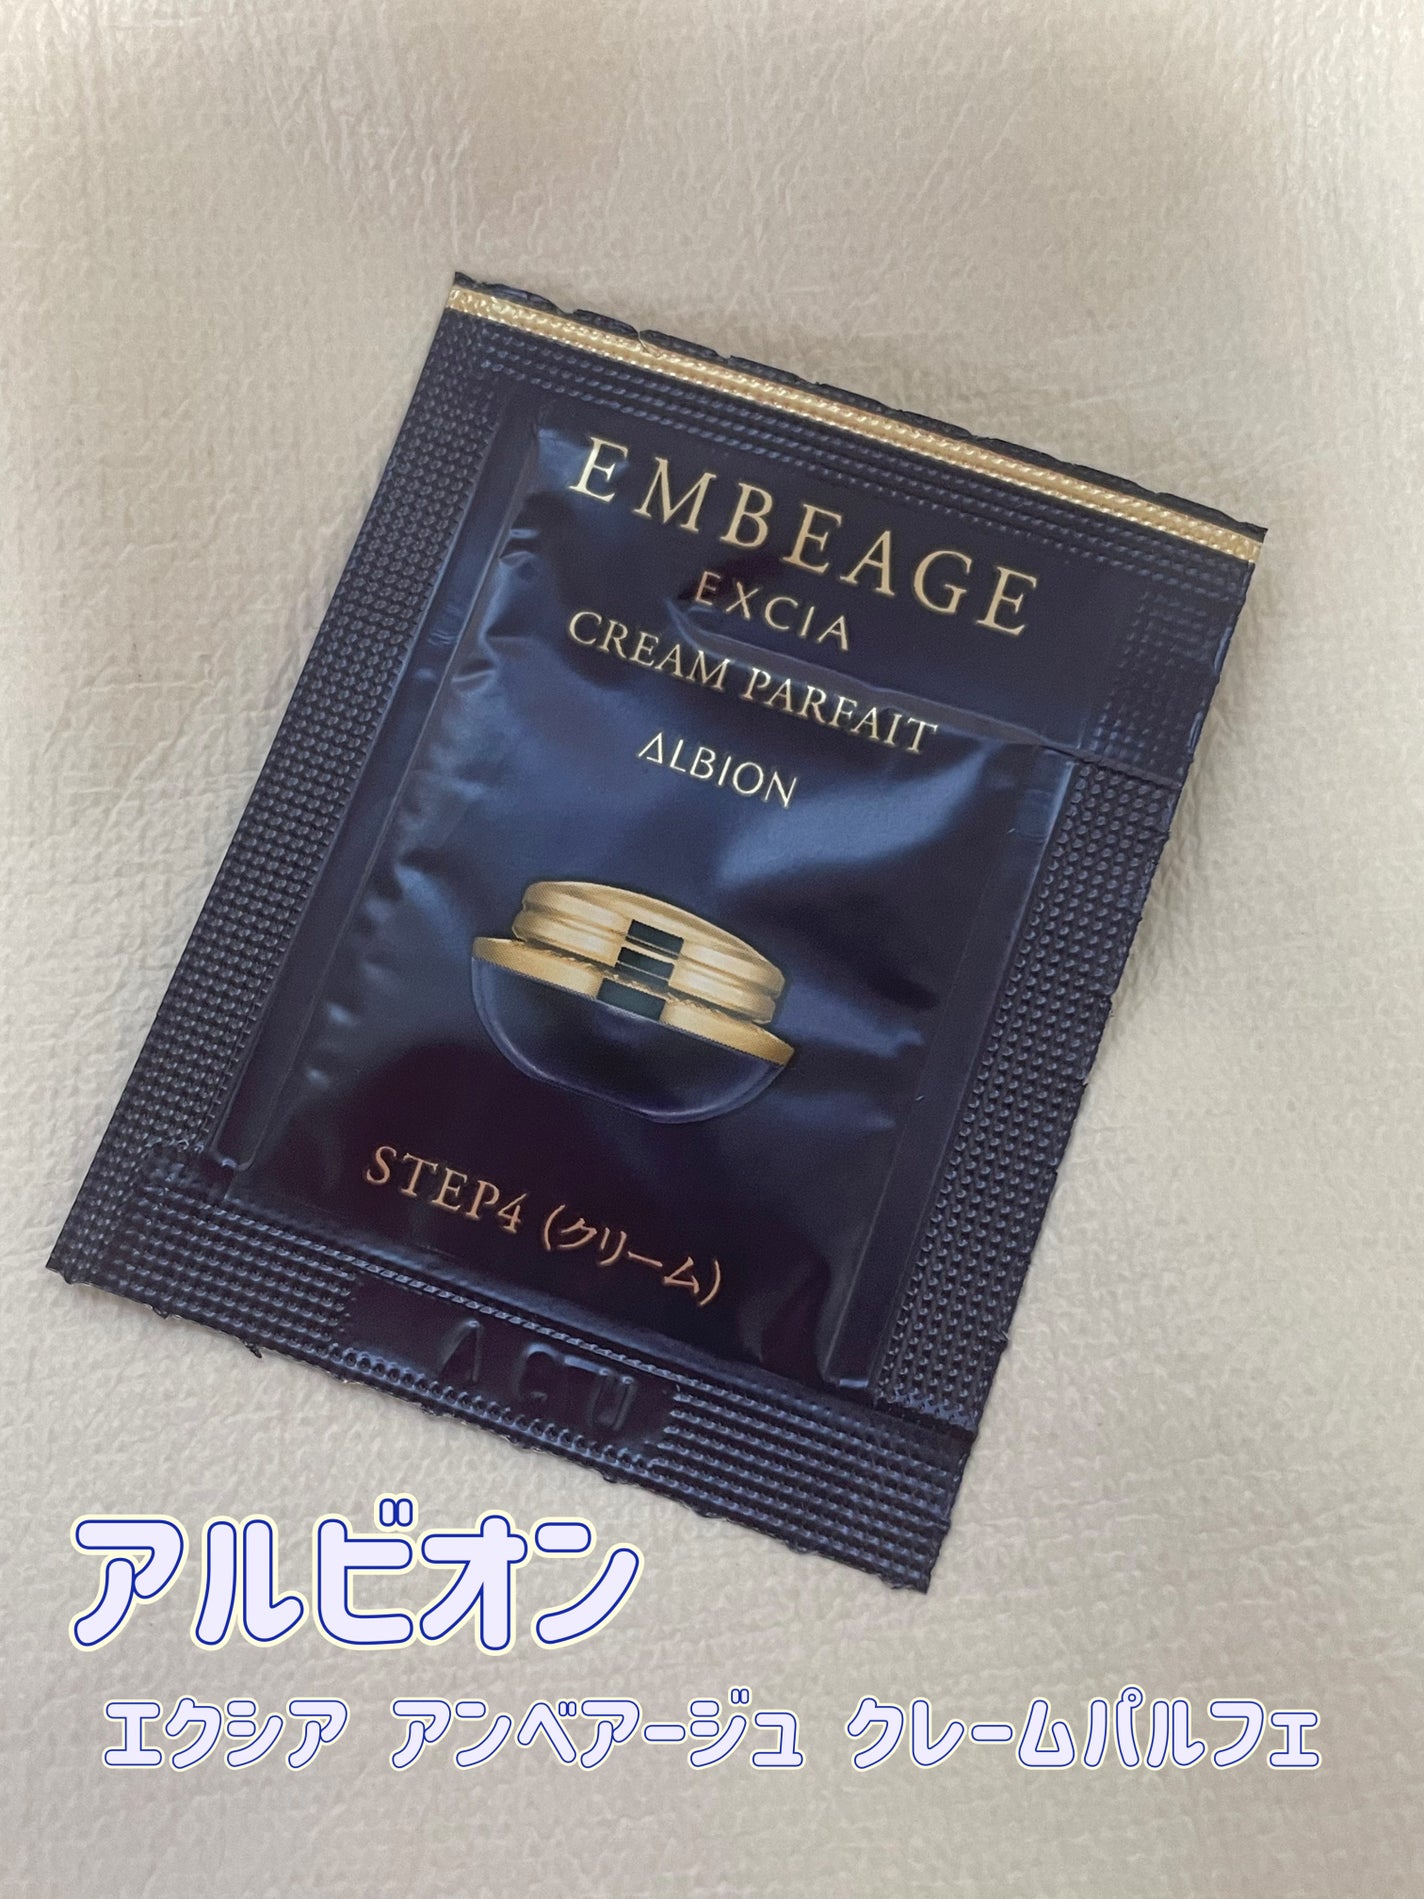 EMBEAGE
EXCIA
CREAM PARFAIT
ALBION
STEP4（クリーム）
アルビオン
エクシア アンベアージュ クレームパルフェ